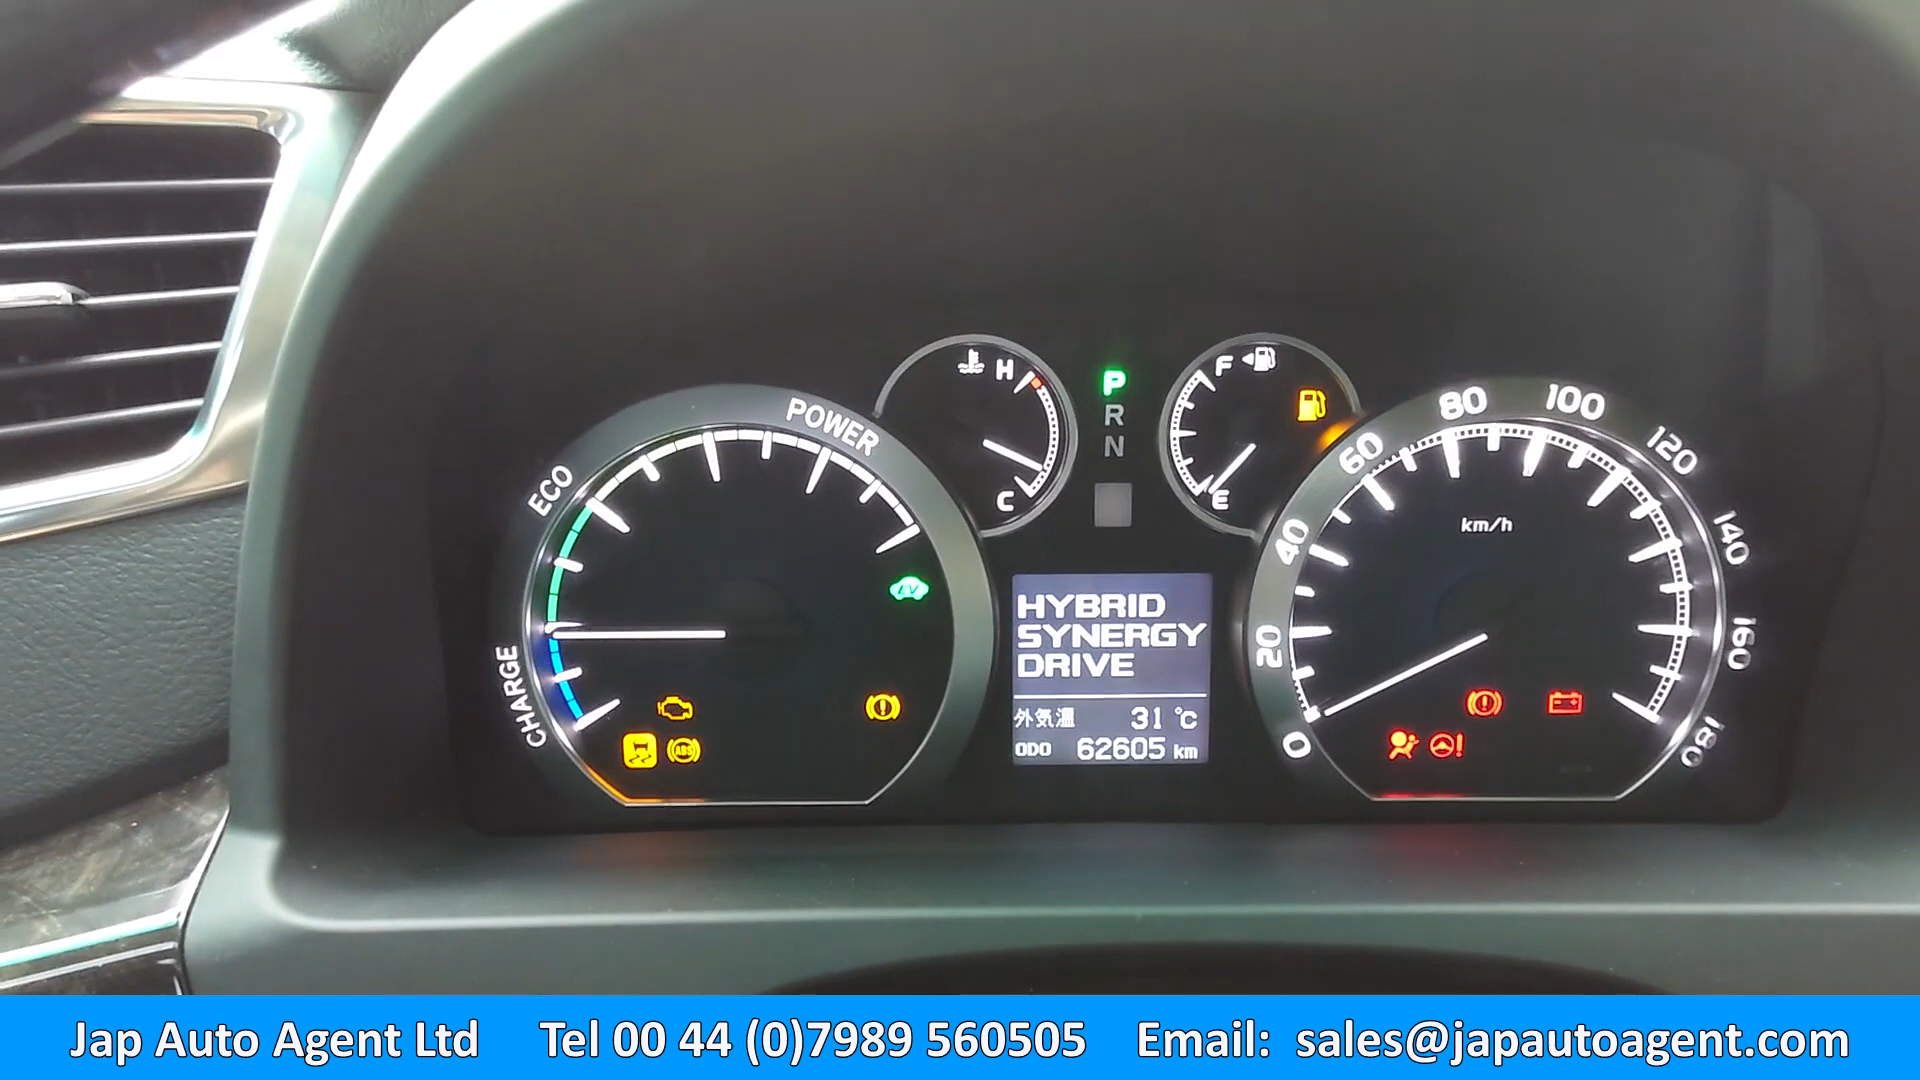 POWER
ECO
CHARGE
H
C
P
R
N
F
E
EV
ABS
HYBRID
SYNERGY
DRIVE
外気温 31 ℃
ODO 62605 km
km/h
0
20
40
60
80
100
120
140
160
180
Jap Auto Agent Ltd Tel 00 44 (0)7989 560505 Email: sales@japautoagent.com